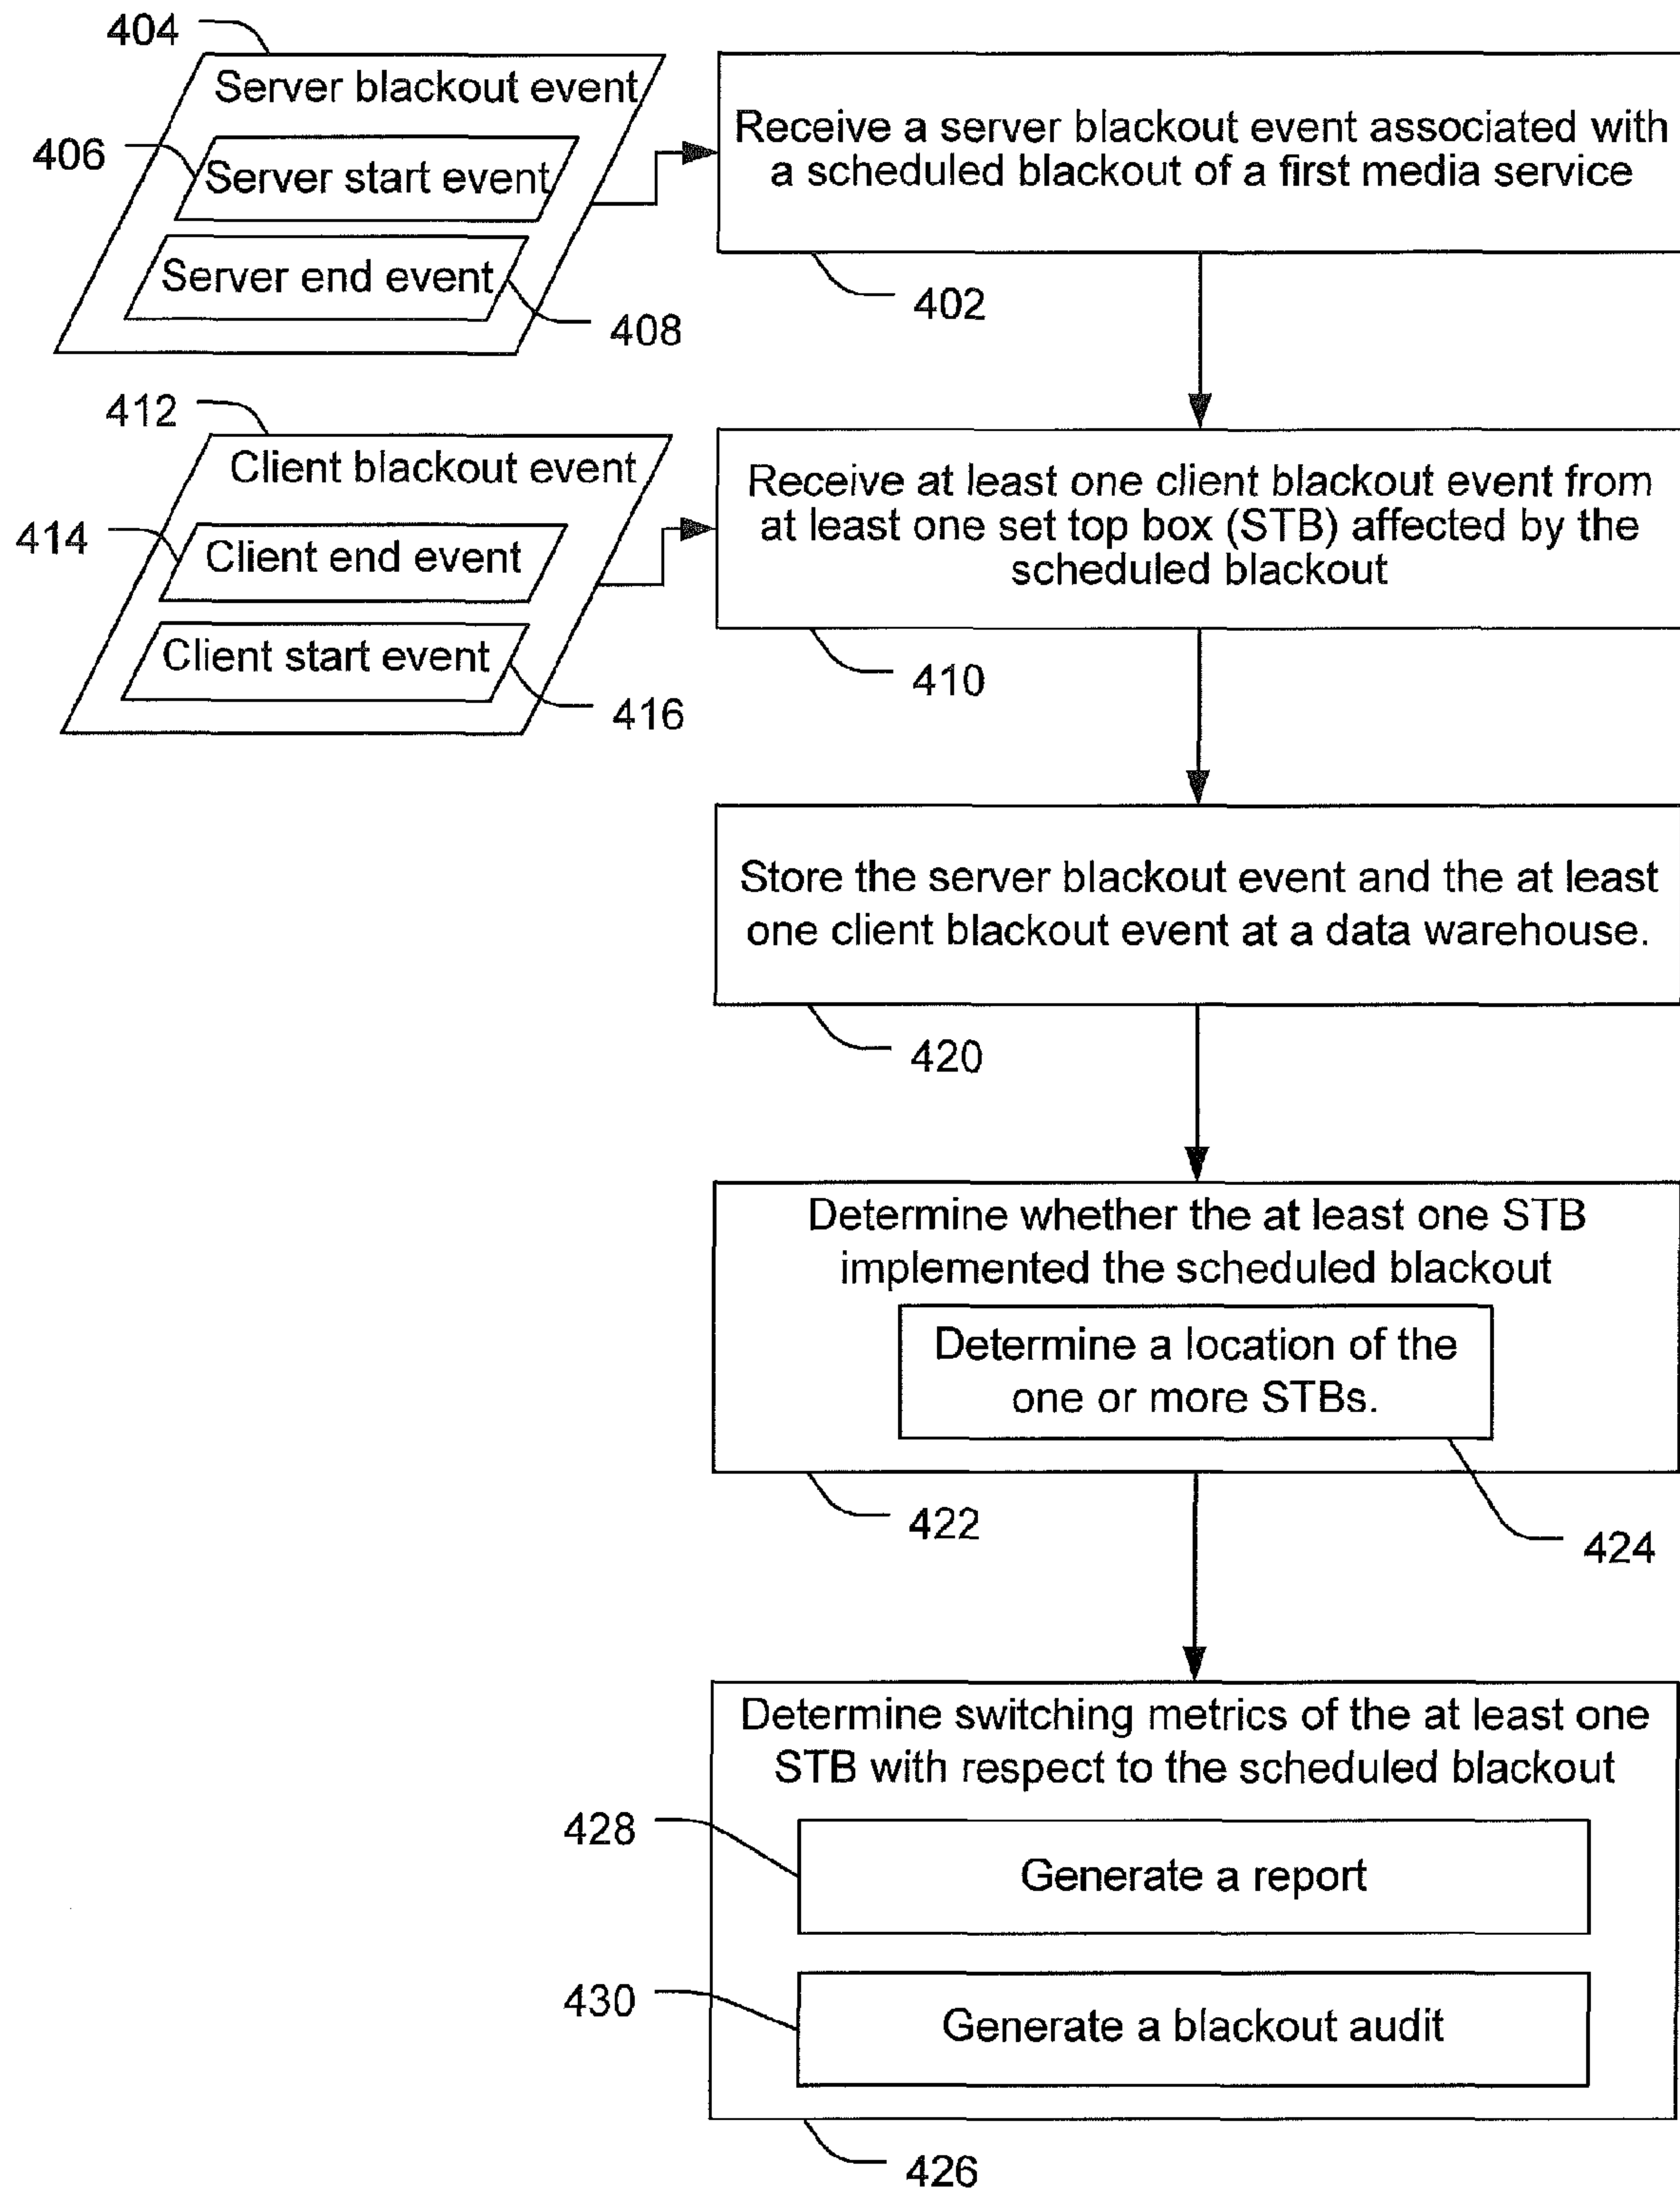 404
Server blackout event
406
Server start event
Server end event
408
Receive a server blackout event associated with
a scheduled blackout of a first media service
402
412
Client blackout event
414
Client end event
Client start event
416
Receive at least one client blackout event from
at least one set top box (STB) affected by the
scheduled blackout
410
Store the server blackout event and the at least
one client blackout event at a data warehouse.
420
Determine whether the at least one STB
implemented the scheduled blackout
Determine a location of the
one or more STBs.
422
424
Determine switching metrics of the at least one
STB with respect to the scheduled blackout
428
Generate a report
430
Generate a blackout audit
426